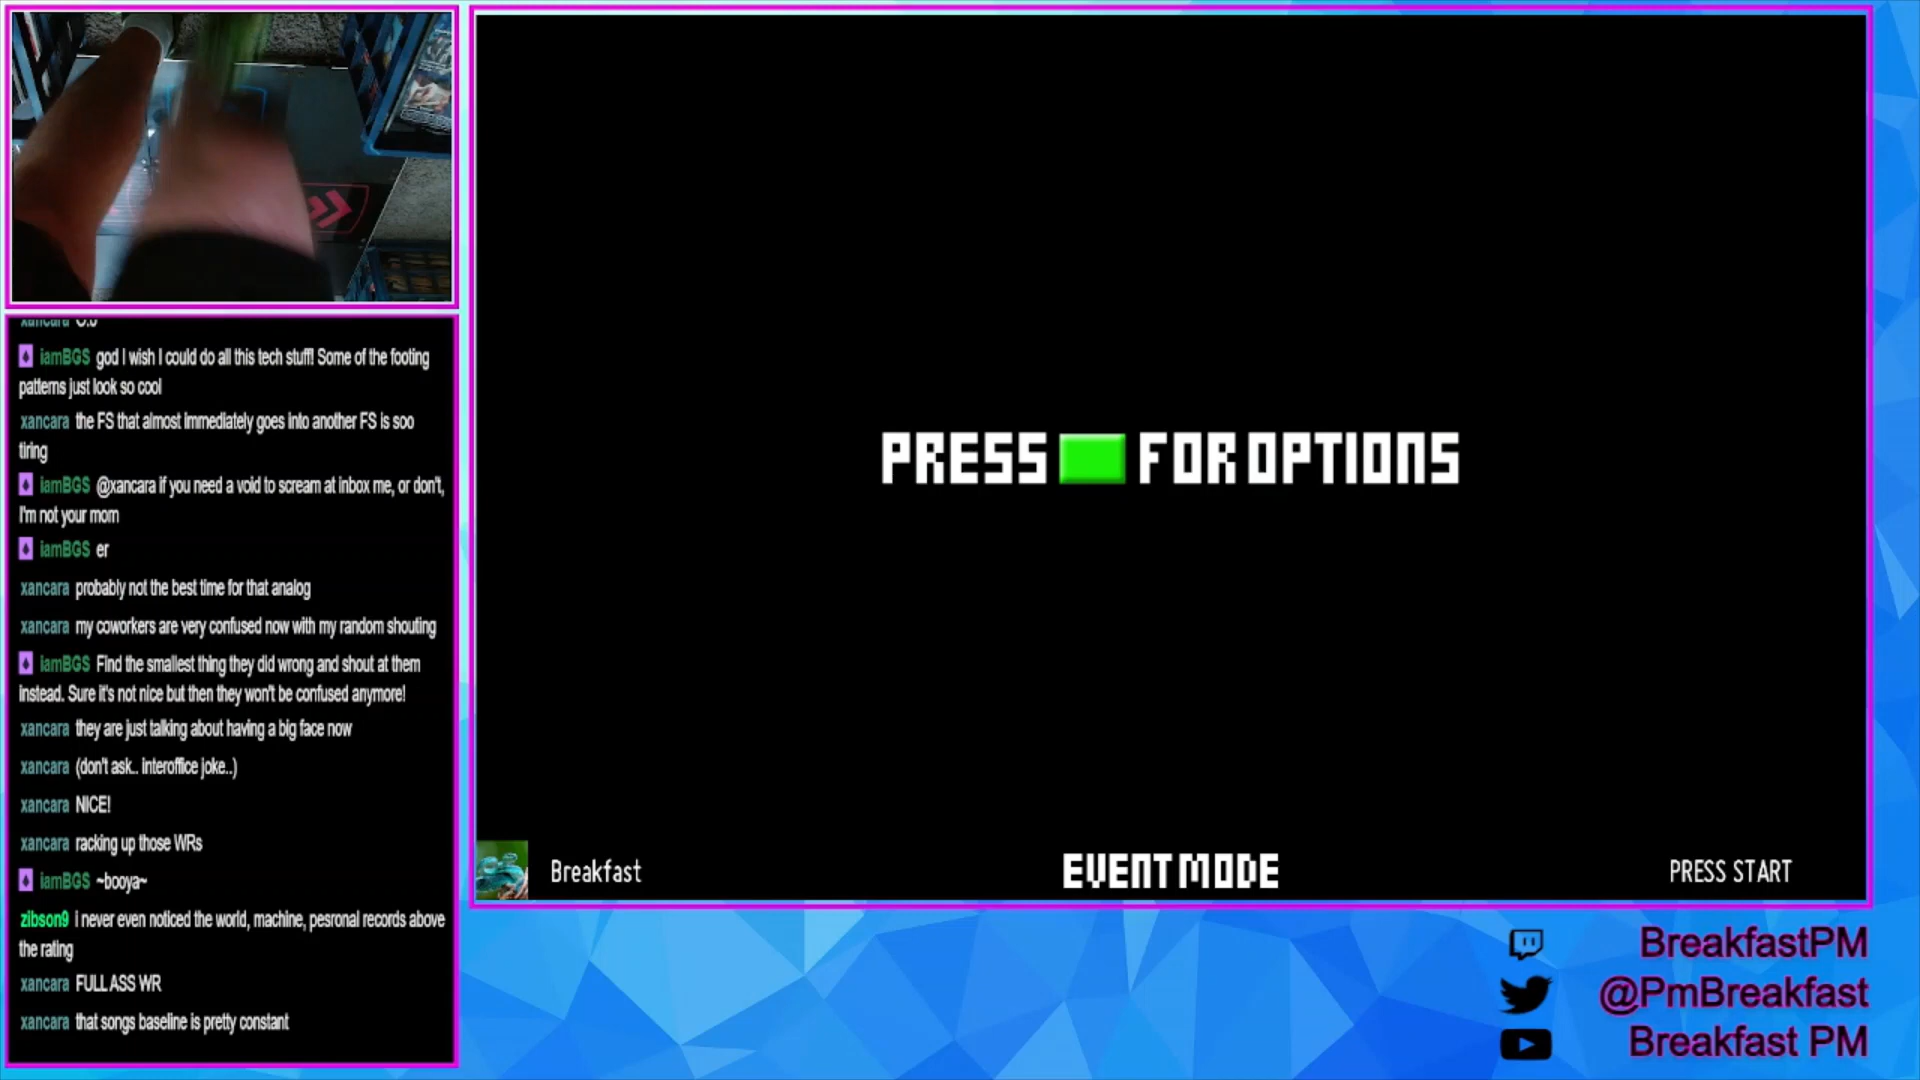 iamBGS god I wish I could do all this tech stuff! Some of the footing
patterns just look so cool
xancara the FS that almost immediately goes into another FS is soo
tiring
iamBGS @xancara if you need a void to scream at inbox me, or don't,
I'm not your mom
iamBGS er
xancara probably not the best time for that analog
xancara my coworkers are very confused now with my random shouting
iamBGS Find the smallest thing they did wrong and shout at them
instead. Sure it's not nice but then they won't be confused anymore!
xancara they are just talking about having a big face now
xancara (don't ask.. interoffice joke..)
xancara NICE!
xancara racking up those WRs
iamBGS ~booya~
zibson9 i never even noticed the world, machine, pesronal records above
the rating
xancara FULL ASS WR
xancara that songs baseline is pretty constant
PRESS FOR OPTIONS
Breakfast
EVENT MODE
PRESS START
BreakfastPM
@PmBreakfast
Breakfast PM